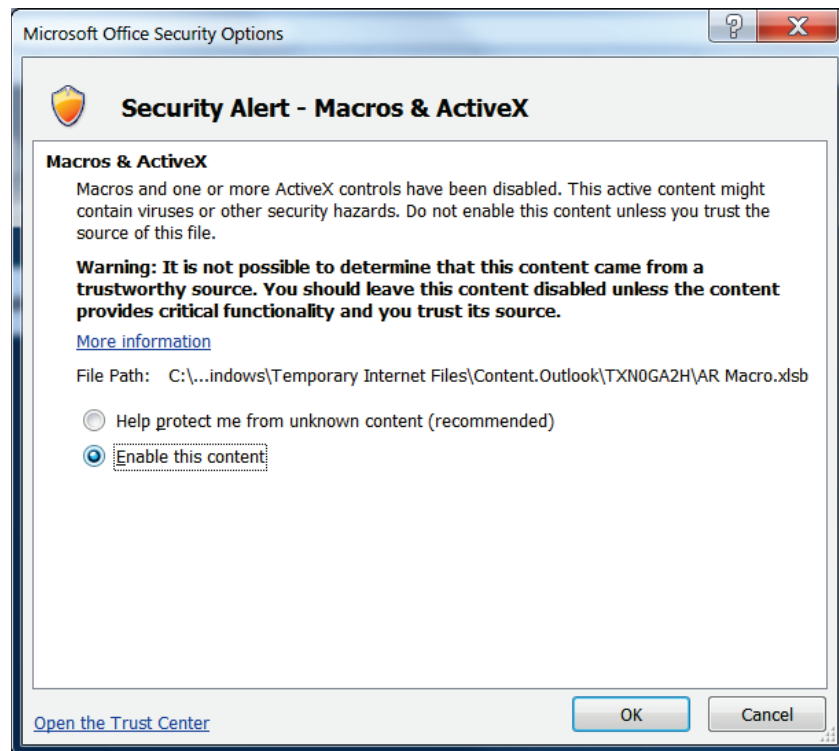 Microsoft Office Security Options
Security Alert - Macros & ActiveX
Macros & ActiveX
Macros and one or more ActiveX controls have been disabled. This active content might
contain viruses or other security hazards. Do not enable this content unless you trust the
source of this file.
Warning: It is not possible to determine that this content came from a
trustworthy source. You should leave this content disabled unless the content
provides critical functionality and you trust its source.
More information
File Path: C:\...indows\Temporary Internet Files\Content.Outlook\TXN0GA2H\AR Macro.xlsb
Help protect me from unknown content (recommended)
Enable this content
Open the Trust Center
OK
Cancel